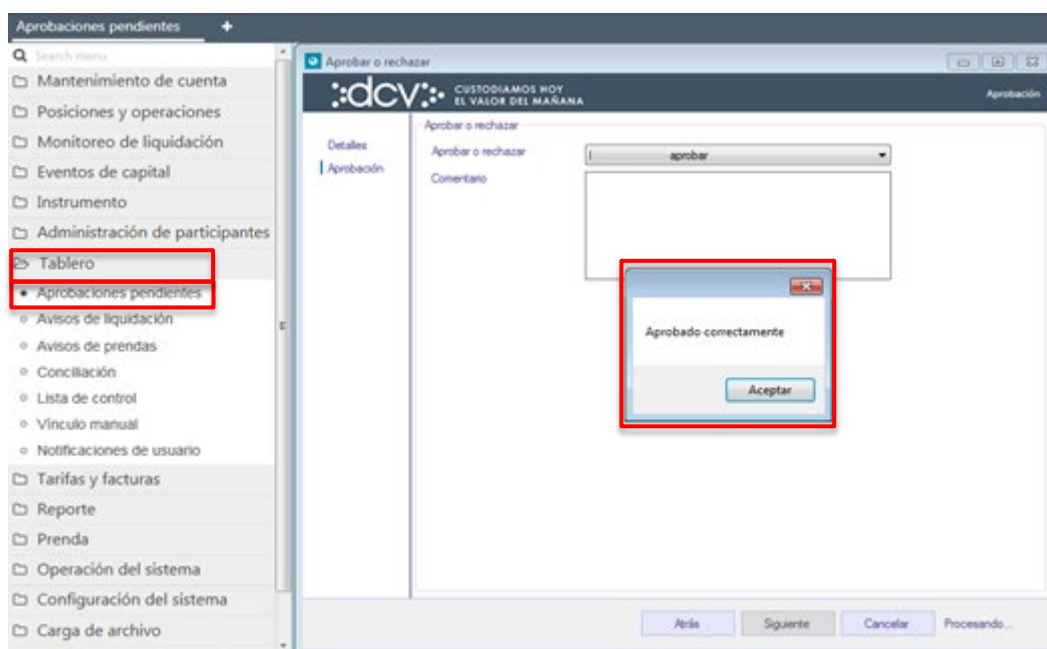 Aprobaciones pendientes +
Search menu
Mantenimiento de cuenta
Posiciones y operaciones
Monitoreo de liquidación
Eventos de capital
Instrumento
Administración de participantes
Tablero
Aprobaciones pendientes
Avisos de liquidación
Avisos de prendas
Conciliación
Lista de control
Vínculo manual
Notificaciones de usuario
Tarifas y facturas
Reporte
Prenda
Operación del sistema
Configuración del sistema
Carga de archivo
Aprobar o rechazar
dcv CUSTODIAMOS HOY
EL VALOR DEL MAÑANA
Aprobación
Detalles
Aprobación
Aprobar o rechazar
Aprobar o rechazar aprobar
Comentario
Aprobado correctamente
Aceptar
Atrás Siguiente Cancelar Procesando...